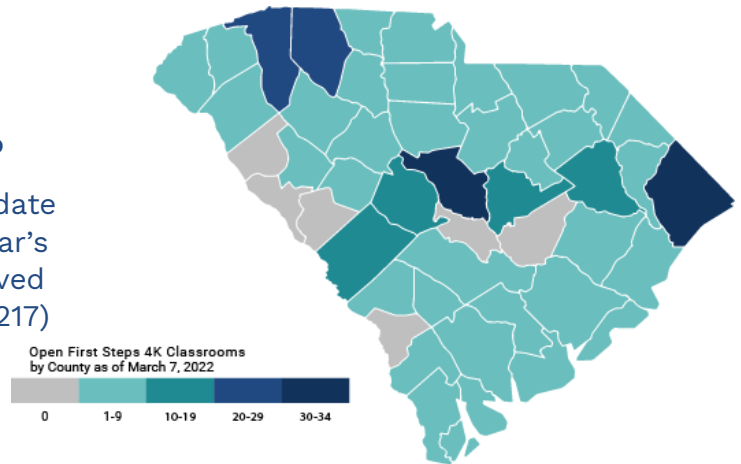 date
ar's
ved
217)
Open First Steps 4K Classrooms
by County as of March 7, 2022
0 1-9 10-19 20-29 30-34